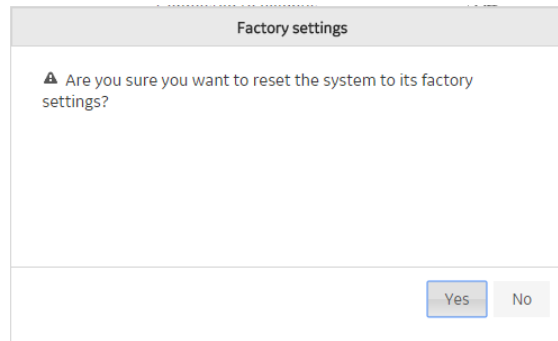 Factory settings
Are you sure you want to reset the system to its factory
settings?
Yes No